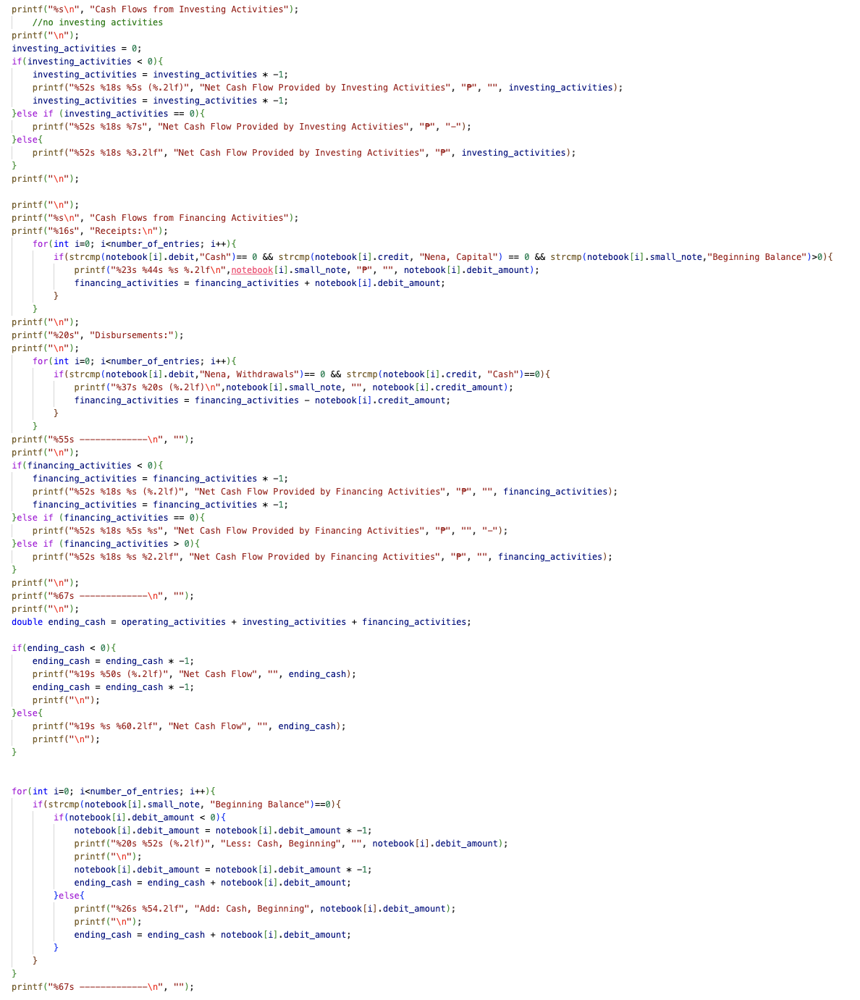 printf("%s\n", "Cash Flows from Investing Activities");
    //no investing activities
printf("\n");
investing_activities = 0;
if(investing_activities < 0){
    investing_activities = investing_activities * -1;
    printf("%52s %18s %5s (%.2lf)", "Net Cash Flow Provided by Investing Activities", "₱", "", investing_activities);
    investing_activities = investing_activities * -1;
}else if (investing_activities == 0){
    printf("%52s %18s %7s", "Net Cash Flow Provided by Investing Activities", "₱", "-");
}else{
    printf("%52s %18s %3.2lf", "Net Cash Flow Provided by Investing Activities", "₱", investing_activities);
}
printf("\n");

printf("\n");
printf("%s\n", "Cash Flows from Financing Activities");
printf("%16s", "Receipts:\n");
    for(int i=0; i<number_of_entries; i++){
        if(strcmp(notebook[i].debit,"Cash")== 0 && strcmp(notebook[i].credit, "Nena, Capital") == 0 && strcmp(notebook[i].small_note,"Beginning Balance")>0){
            printf("%23s %44s %s %.2lf\n",notebook[i].small_note, "₱", "", notebook[i].debit_amount);
            financing_activities = financing_activities + notebook[i].debit_amount;
        }
    }
printf("\n");
printf("%20s", "Disbursements:");
printf("\n");
    for(int i=0; i<number_of_entries; i++){
        if(strcmp(notebook[i].debit,"Nena, Withdrawals")== 0 && strcmp(notebook[i].credit, "Cash")==0){
            printf("%37s %20s (%.2lf)\n",notebook[i].small_note, "", notebook[i].credit_amount);
            financing_activities = financing_activities - notebook[i].credit_amount;
        }
    }
printf("%55s -------------\n", "");
printf("\n");
if(financing_activities < 0){
    financing_activities = financing_activities * -1;
    printf("%52s %18s %s (%.2lf)", "Net Cash Flow Provided by Financing Activities", "₱", "", financing_activities);
    financing_activities = financing_activities * -1;
}else if (financing_activities == 0){
    printf("%52s %18s %5s %s", "Net Cash Flow Provided by Financing Activities", "₱", "", "-");
}else if (financing_activities > 0){
    printf("%52s %18s %s %2.2lf", "Net Cash Flow Provided by Financing Activities", "₱", "", financing_activities);
}
printf("\n");
printf("%67s -------------\n", "");
printf("\n");
double ending_cash = operating_activities + investing_activities + financing_activities;

if(ending_cash < 0){
    ending_cash = ending_cash * -1;
    printf("%19s %50s (%.2lf)", "Net Cash Flow", "", ending_cash);
    ending_cash = ending_cash * -1;
    printf("\n");
}else{
    printf("%19s %s %60.2lf", "Net Cash Flow", "", ending_cash);
    printf("\n");
}

for(int i=0; i<number_of_entries; i++){
    if(strcmp(notebook[i].small_note, "Beginning Balance")==0){
        if(notebook[i].debit_amount < 0){
            notebook[i].debit_amount = notebook[i].debit_amount * -1;
            printf("%20s %52s (%.2lf)", "Less: Cash, Beginning", "", notebook[i].debit_amount);
            printf("\n");
            notebook[i].debit_amount = notebook[i].debit_amount * -1;
            ending_cash = ending_cash + notebook[i].debit_amount;
        }else{
            printf("%26s %54.2lf", "Add: Cash, Beginning", notebook[i].debit_amount);
            printf("\n");
            ending_cash = ending_cash + notebook[i].debit_amount;
        }
    }
}
printf("%67s -------------\n", "");